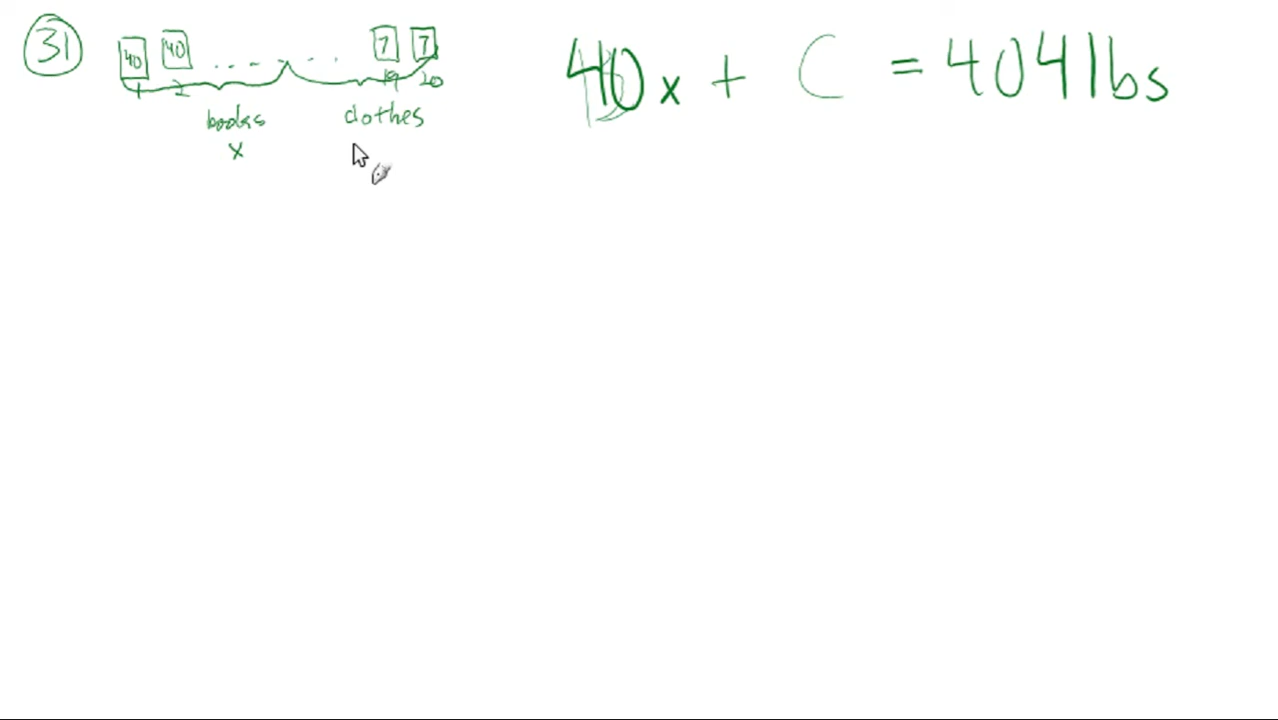 31
40 40 .... .. 7 7
1 2 19 20
books clothes
x
40x + C = 404 lbs